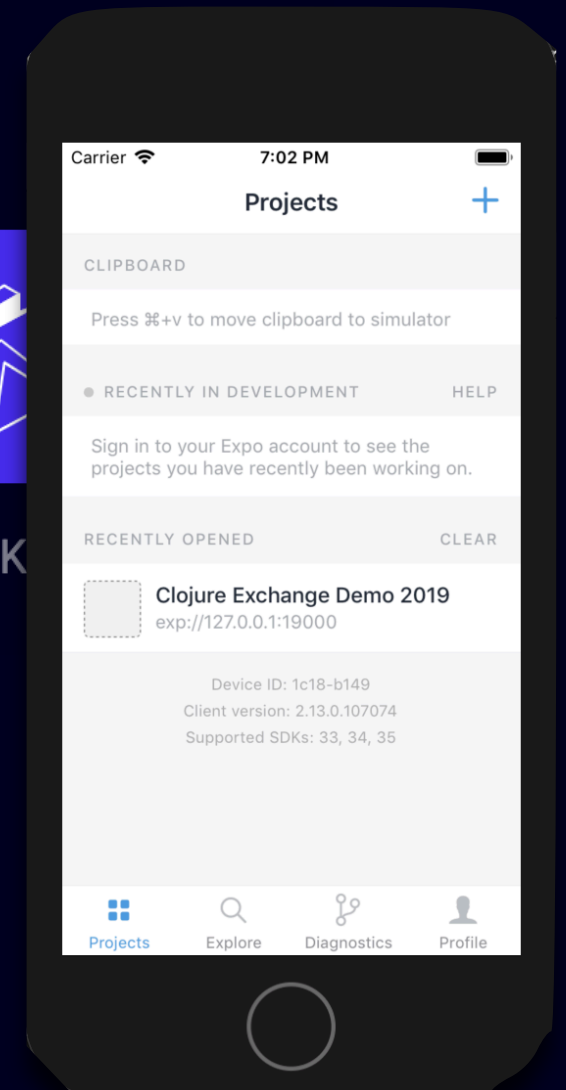 Carrier 7:02 PM
Projects
CLIPBOARD
Press ⌘+v to move clipboard to simulator
RECENTLY IN DEVELOPMENT HELP
Sign in to your Expo account to see the
projects you have recently been working on.
RECENTLY OPENED CLEAR
Clojure Exchange Demo 2019
exp://127.0.0.1:19000
Device ID: 1c18-b149
Client version: 2.13.0.107074
Supported SDKs: 33, 34, 35
Projects Explore Diagnostics Profile
K